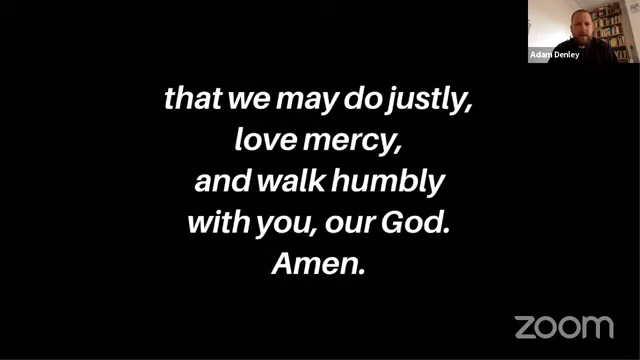 Adam Denley
that we may do justly,
love mercy,
and walk humbly
with you, our God.
Amen.
zoom